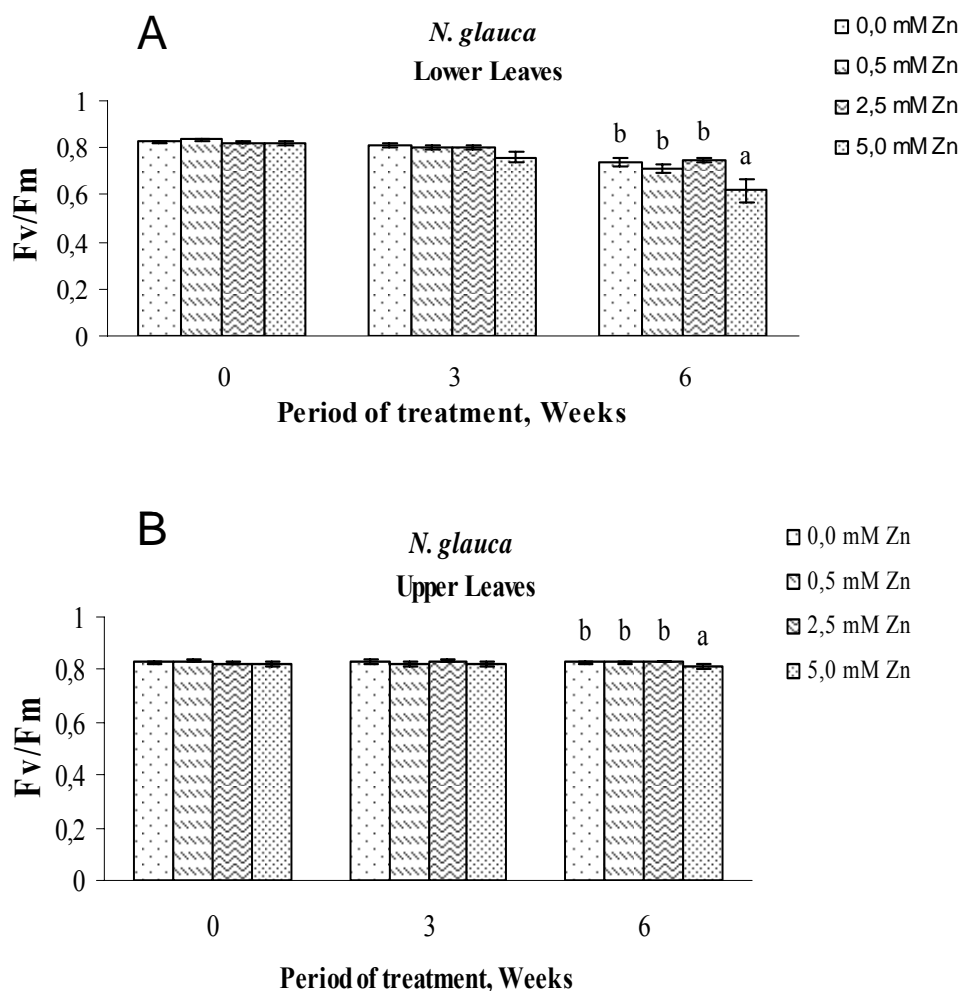 A
N. glauca
Lower Leaves
0,0 mM Zn
0,5 mM Zn
2,5 mM Zn
5,0 mM Zn
Fv/Fm
1
0,8
0,6
0,4
0,2
0
b b b a
0 3 6
Period of treatment, Weeks
B
N. glauca
Upper Leaves
0,0 mM Zn
0,5 mM Zn
2,5 mM Zn
5,0 mM Zn
Fv/Fm
1
0,8
0,6
0,4
0,2
0
b b b a
0 3 6
Period of treatment, Weeks